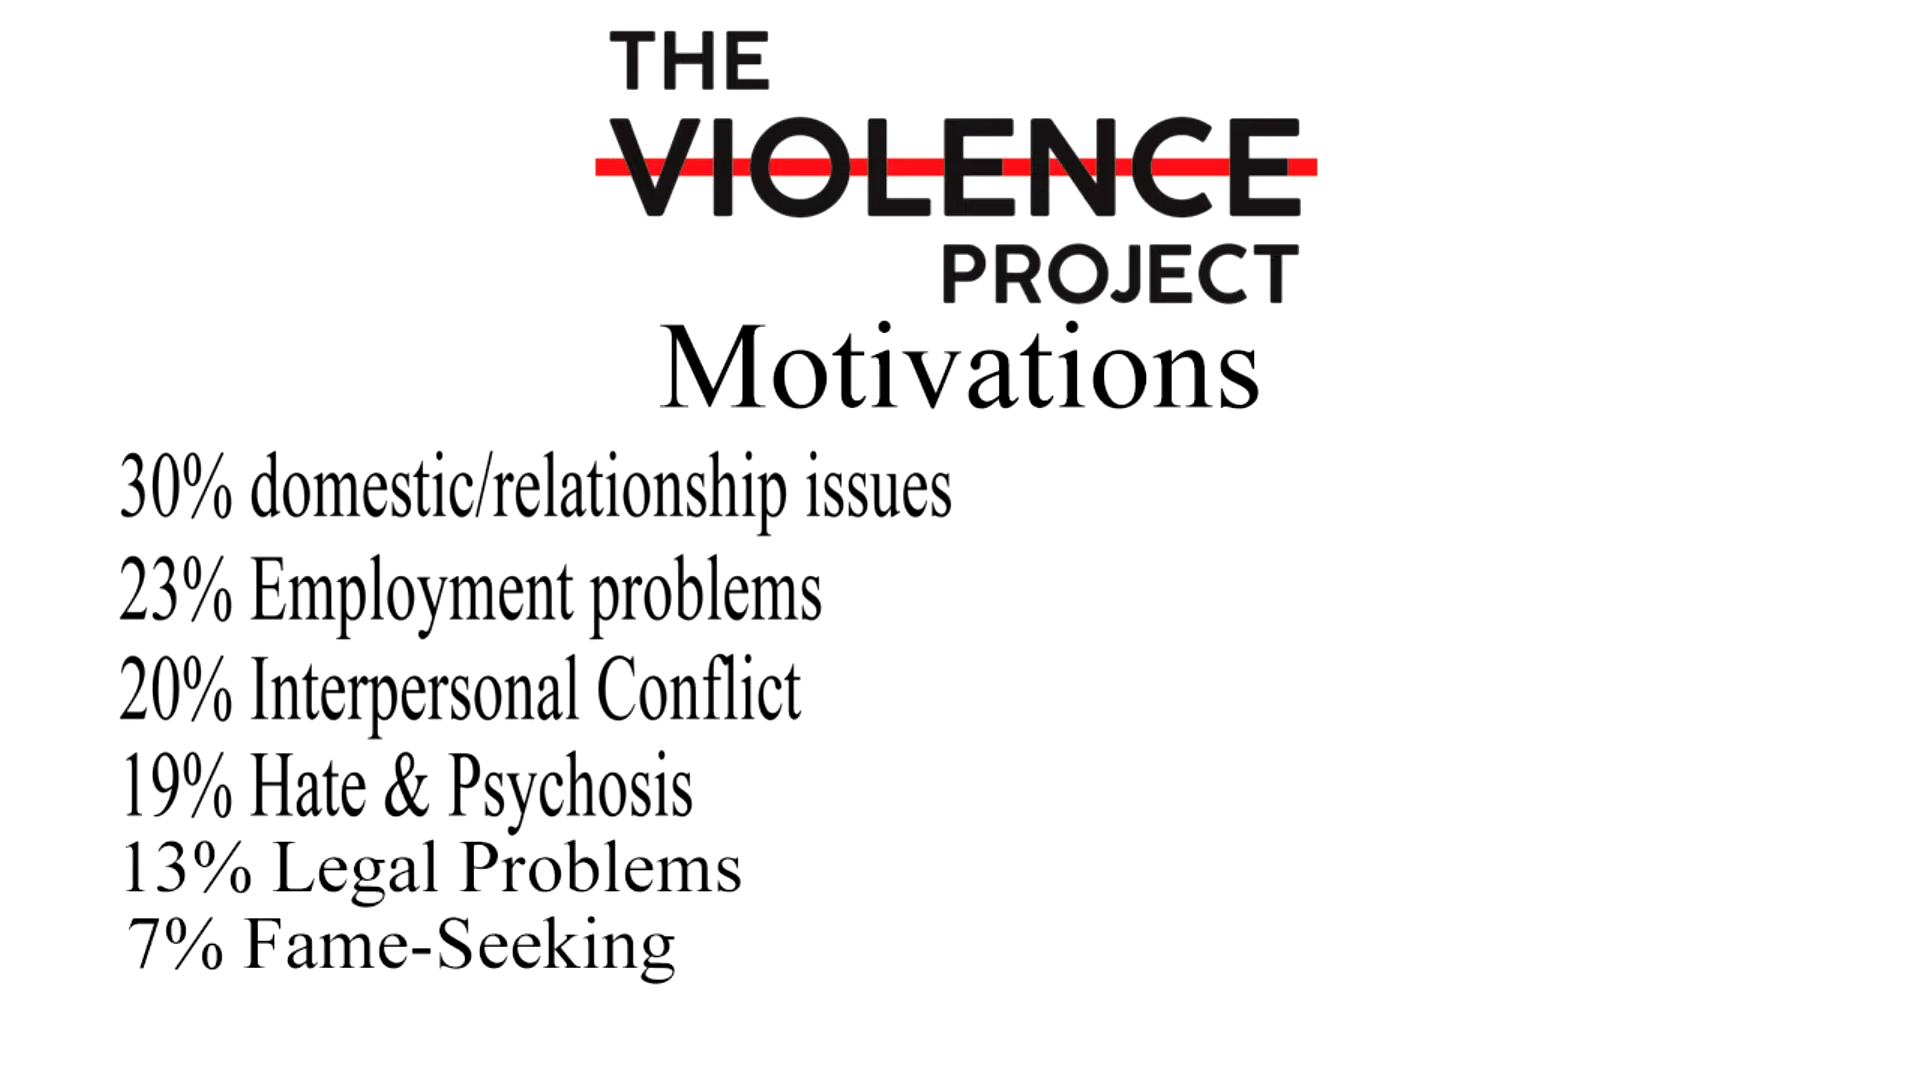 THE
VIOLENCE
PROJECT
Motivations
30% domestic/relationship issues
23% Employment problems
20% Interpersonal Conflict
19% Hate & Psychosis
13% Legal Problems
7% Fame-Seeking